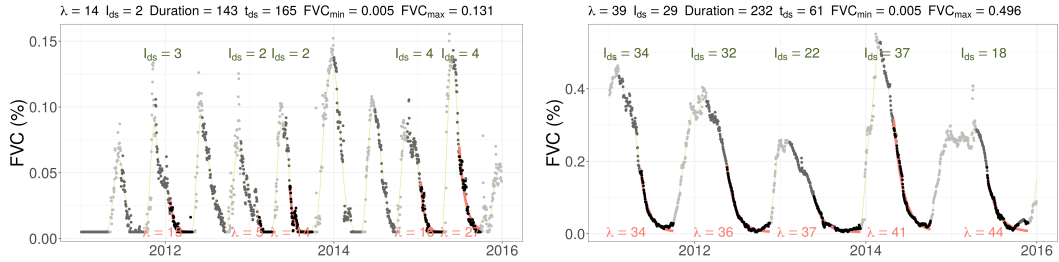 λ = 14 I_ds = 2 Duration = 143 t_ds = 165 FVC_min = 0.005 FVC_max = 0.131
I_ds = 3 I_ds = 2 I_ds = 2 I_ds = 4 I_ds = 4
0.15
0.10
0.05
0.00
FVC (%)
2012 2014 2016
λ = 39 I_ds = 29 Duration = 232 t_ds = 61 FVC_min = 0.005 FVC_max = 0.496
I_ds = 34 I_ds = 32 I_ds = 22 I_ds = 37 I_ds = 18
0.4
0.2
0.0
FVC (%)
λ = 34 λ = 36 λ = 37 λ = 41 λ = 44
2012 2014 2016